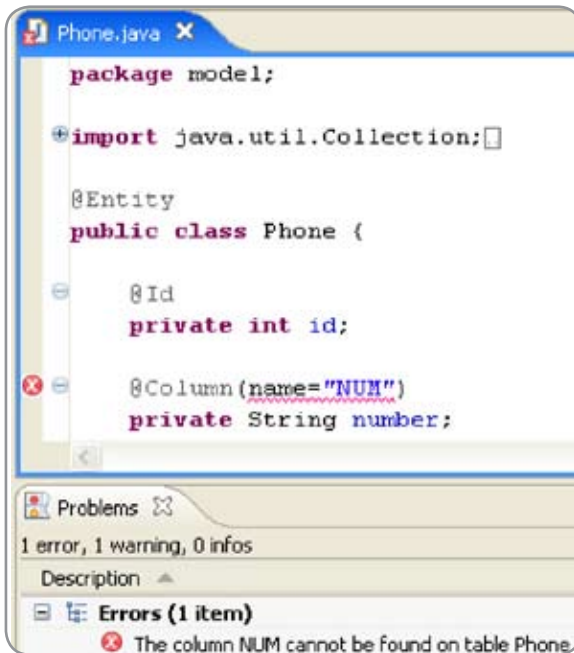 Phone.java
package model;
import java.util.Collection;
@Entity
public class Phone {
@Id
private int id;
@Column(name="NUM")
private String number;
Problems
1 error, 1 warning, 0 infos
Description
Errors (1 item)
The column NUM cannot be found on table Phone.